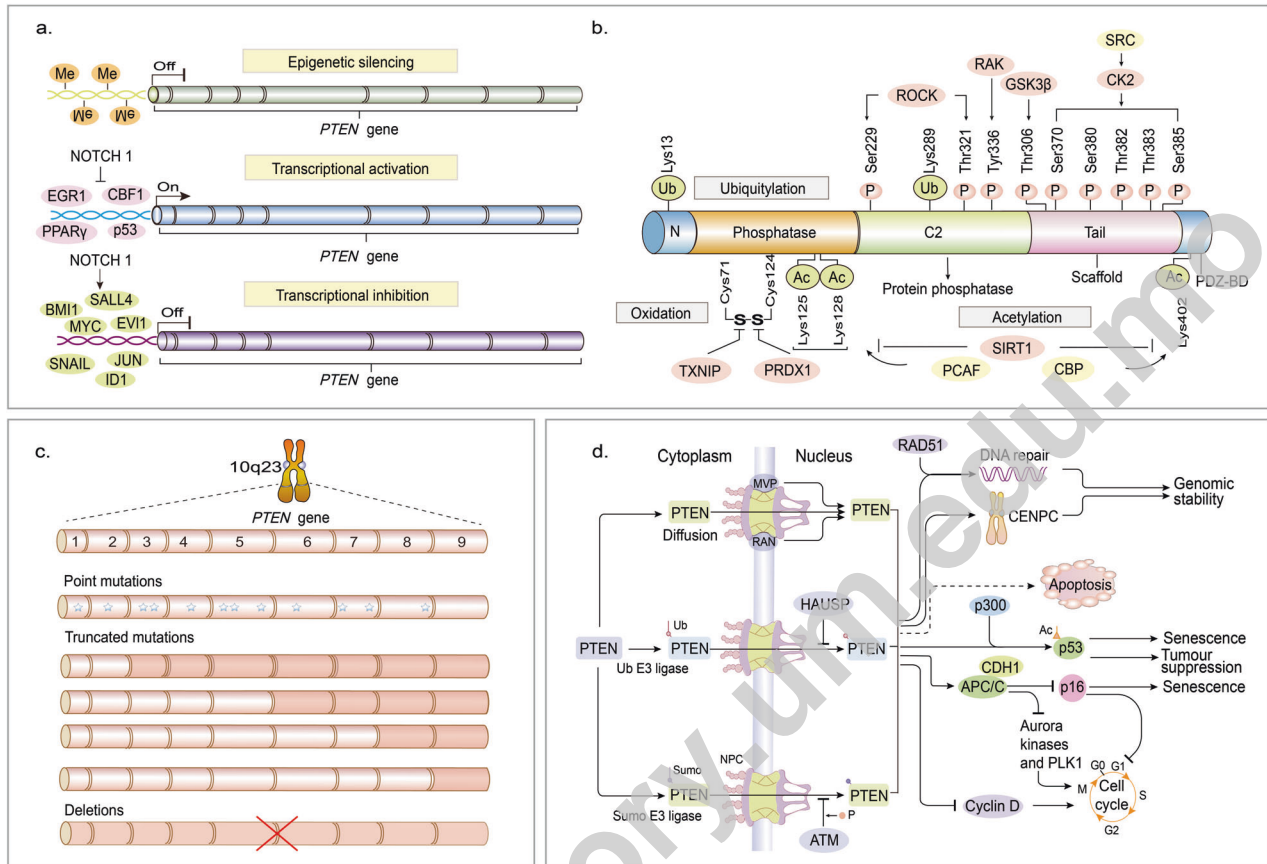 a.
Me
Me
Me
Me
Off
Epigenetic silencing
PTEN gene
NOTCH 1
EGR1
CBF1
PPARγ
p53
On
Transcriptional activation
PTEN gene
NOTCH 1
SALL4
BMI1
MYC
EVI1
SNAIL
JUN
ID1
Off
Transcriptional inhibition
PTEN gene
b.
SRC
RAK
GSK3β
CK2
ROCK
Lys13
Ser229
Lys289
Thr321
Tyr336
Thr306
Ser370
Ser380
Thr382
Thr383
Ser385
Ub
Ubiquitylation
P
Ub
P
P
P
P
P
P
P
P
N
Phosphatase
C2
Tail
Cys71
Cys124
Ac
Ac
Protein phosphatase
Scaffold
Ac
PDZ-BD
Oxidation
S
S
Lys125
Lys128
Acetylation
Lys402
SIRT1
TXNIP
PRDX1
PCAF
CBP
c.
10q23
PTEN gene
1 2 3 4 5 6 7 8 9
Point mutations
Truncated mutations
Deletions
d.
Cytoplasm
Nucleus
RAD51
DNA repair
MVP
Genomic
stability
PTEN
PTEN
CENPC
Diffusion
RAN
Apoptosis
HAUSP
p300
Ub
Ac
PTEN
PTEN
PTEN
p53
Senescence
Ub E3 ligase
Tumour
suppression
CDH1
APC/C
p16
Senescence
Aurora
kinases
and PLK1
Sumo
NPC
G0
G1
PTEN
PTEN
M
Cell
cycle
S
Sumo E3 ligase
P
Cyclin D
G2
ATM
ory.um.edu.mo